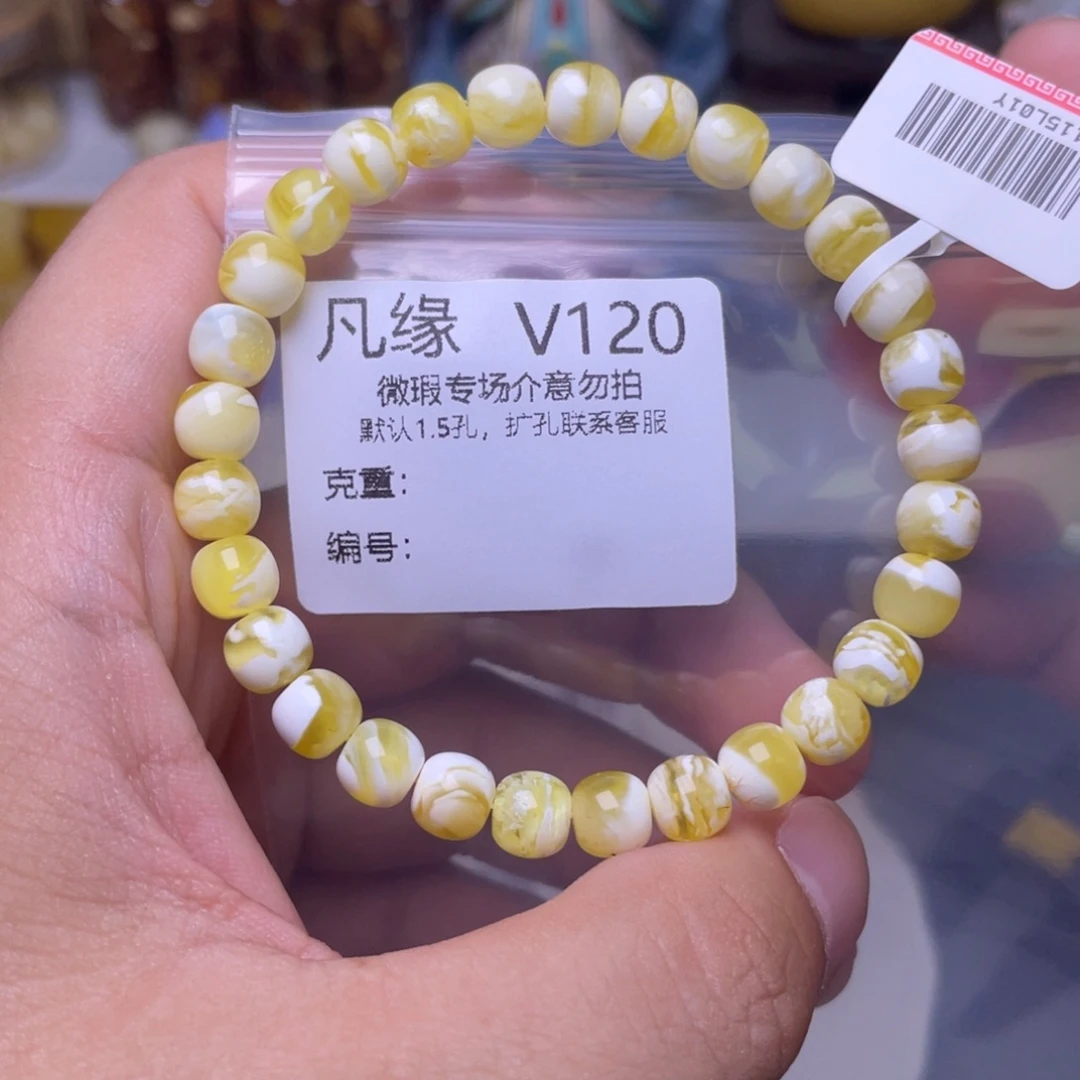 凡缘 V120
微瑕专场介意勿拍
默认1.5孔，扩孔联系客服
克重：
编号：
115L01Y